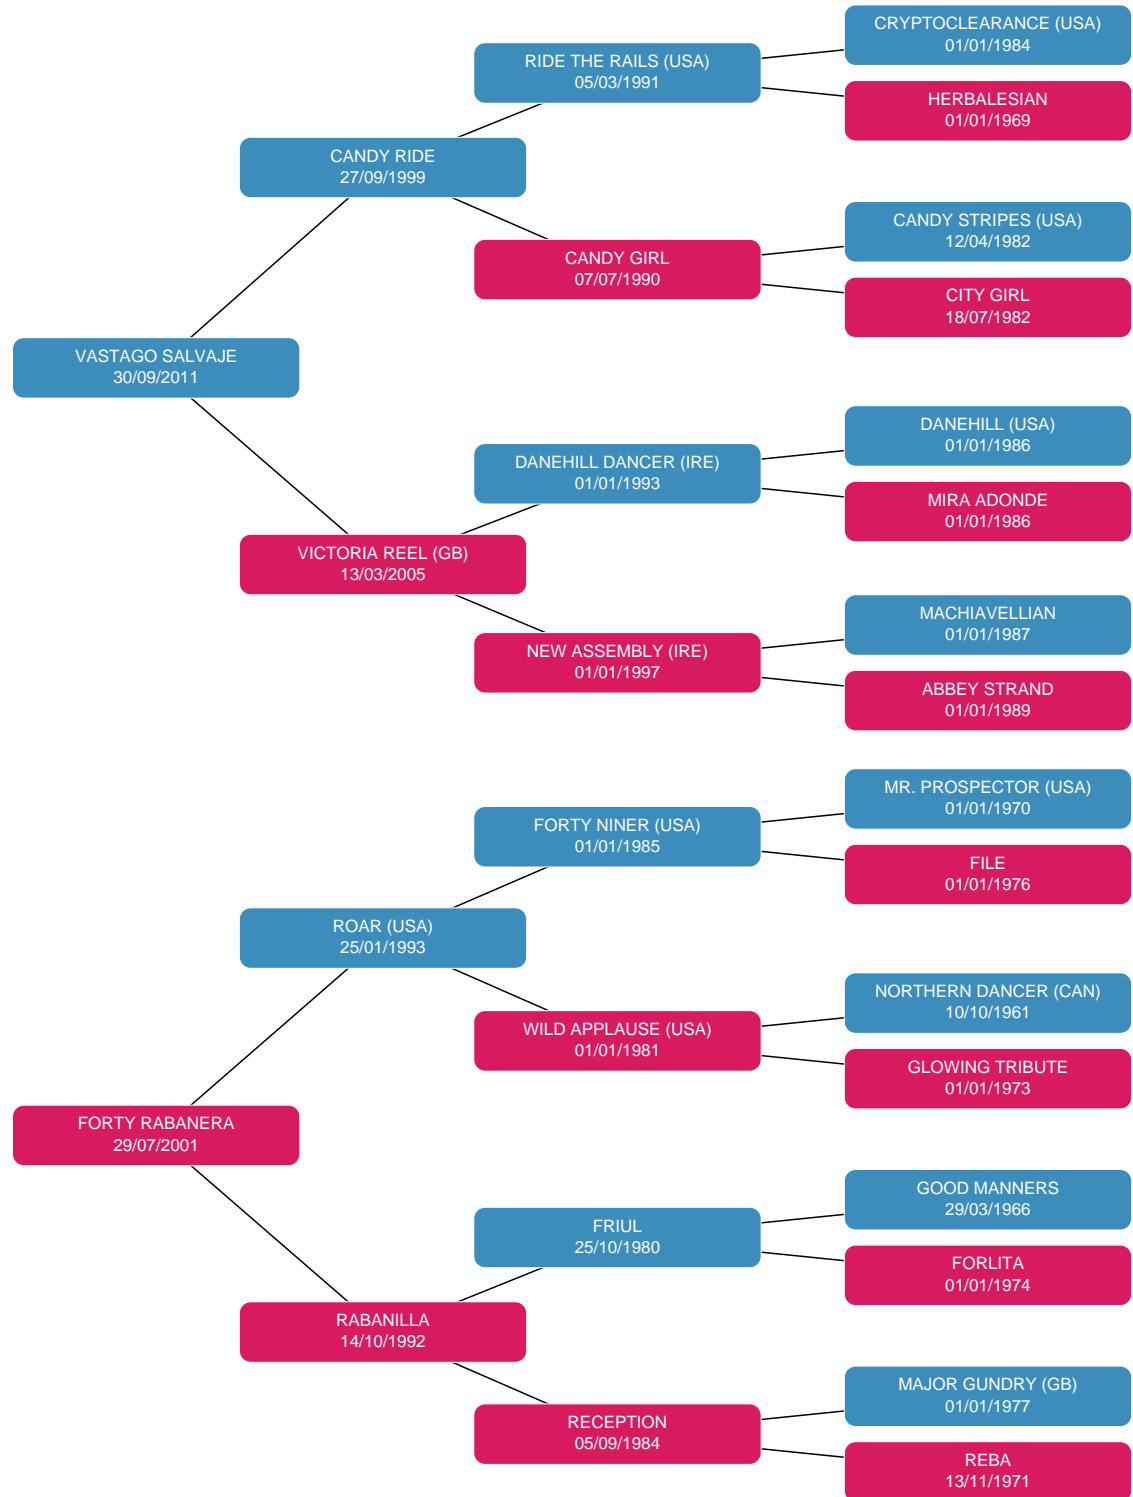 CRYPTOCLEARANCE (USA)
01/01/1984
RIDE THE RAILS (USA)
05/03/1991
HERBALESIAN
01/01/1969
CANDY RIDE
27/09/1999
CANDY STRIPES (USA)
12/04/1982
CANDY GIRL
07/07/1990
CITY GIRL
18/07/1982
VASTAGO SALVAJE
30/09/2011
DANEHILL (USA)
01/01/1986
DANEHILL DANCER (IRE)
01/01/1993
MIRA ADONDE
01/01/1986
VICTORIA REEL (GB)
13/03/2005
MACHIAVELLIAN
01/01/1987
NEW ASSEMBLY (IRE)
01/01/1997
ABBEY STRAND
01/01/1989
MR. PROSPECTOR (USA)
01/01/1970
FORTY NINER (USA)
01/01/1985
FILE
01/01/1976
ROAR (USA)
25/01/1993
NORTHERN DANCER (CAN)
10/10/1961
WILD APPLAUSE (USA)
01/01/1981
GLOWING TRIBUTE
01/01/1973
FORTY RABANERA
29/07/2001
GOOD MANNERS
29/03/1966
FRIUL
25/10/1980
FORLITA
01/01/1974
RABANILLA
14/10/1992
MAJOR GUNDRY (GB)
01/01/1977
RECEPTION
05/09/1984
REBA
13/11/1971